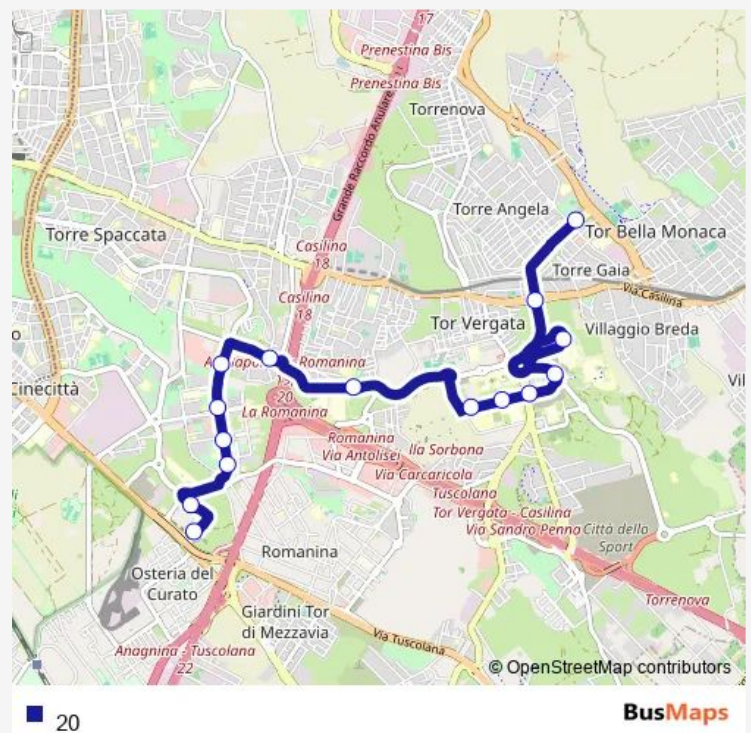 17
Prenestina Bis
Prenestina Bis
Torrenova
Grande Raccordo Anulare
Torre Angela
Tor Bella Monaca
Torre Spaccata
Casilina
18
Torre Gaia
Via Casilina
Casilina
18
Tor Vergata
Villaggio Breda
Romanina
Cinecittà
20
La Romanina
Romanina
Via Antolisei
lla Sorbona
Via Carcaricola
Tuscolana
Tor Vergata - Casilina
Via Sandro Penna
Città dello
Sport
Romanina
Osteria del
Curato
Torrenova
Giardini Tor
di Mezzavia
Via Tuscolana
Anagnina - Tuscolana
22
© OpenStreetMap contributors
20
BusMaps